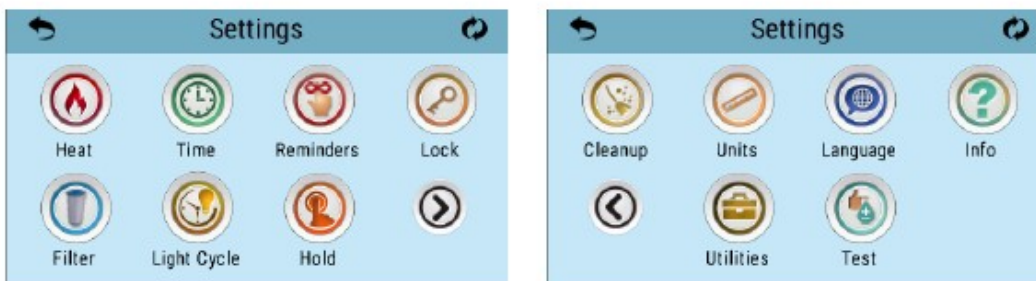 Settings
Heat Time Reminders Lock
Filter Light Cycle Hold
Settings
Cleanup Units Language Info
Utilities Test